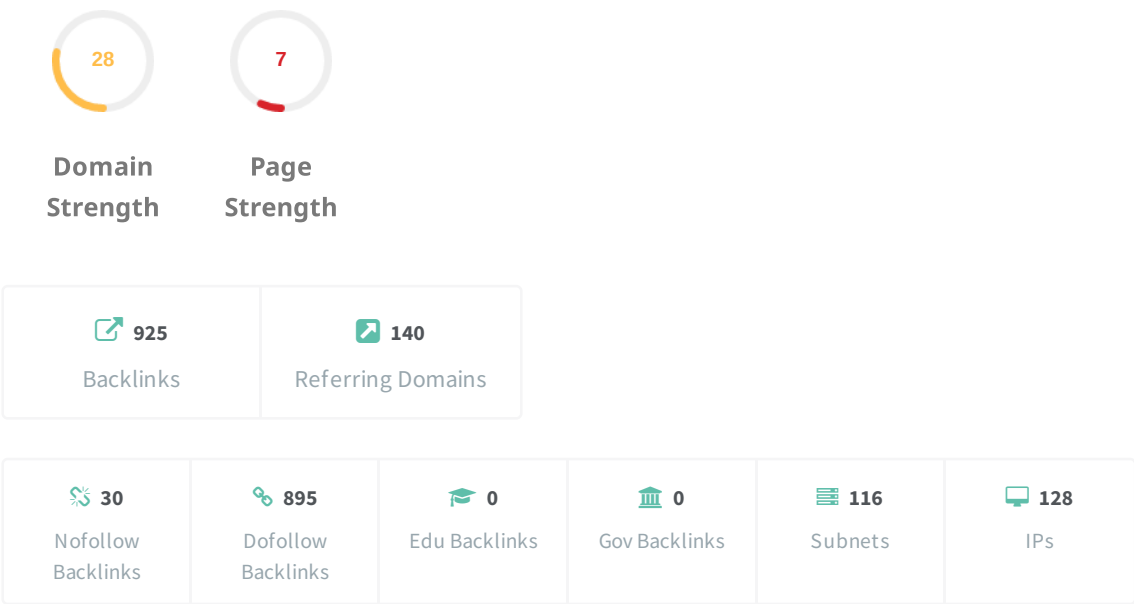 28
7
Domain
Strength
Page
Strength
925
Backlinks
140
Referring Domains
30
Nofollow
Backlinks
895
Dofollow
Backlinks
0
Edu Backlinks
0
Gov Backlinks
116
Subnets
128
IPs